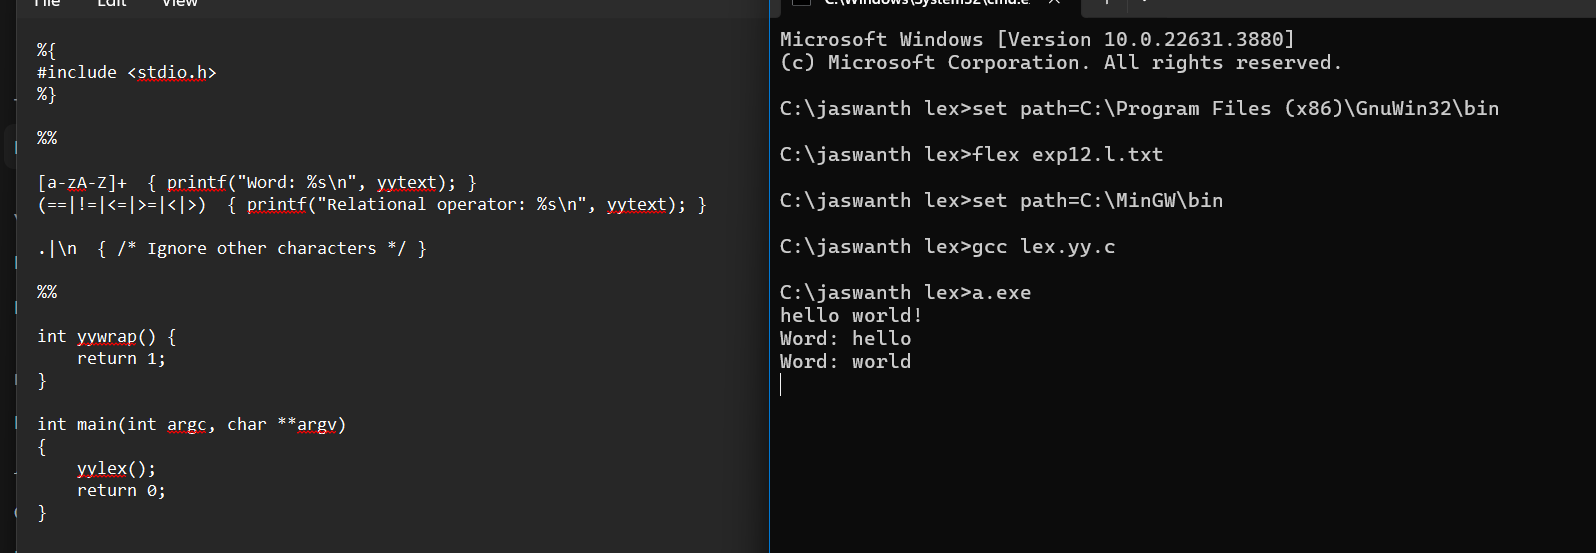 File Edit View
%{
#include <stdio.h>
%}
%%
[a-zA-Z]+  { printf("Word: %s\n", yytext); }
(==|!=|<=|>=|<|>)  { printf("Relational operator: %s\n", yytext); }
.|\n  { /* Ignore other characters */ }
%%
int yywrap() {
    return 1;
}
int main(int argc, char **argv)
{
    yylex();
    return 0;
}
C:\Windows\System32\cmd.e
Microsoft Windows [Version 10.0.22631.3880]
(c) Microsoft Corporation. All rights reserved.
C:\jaswanth lex>set path=C:\Program Files (x86)\GnuWin32\bin
C:\jaswanth lex>flex exp12.l.txt
C:\jaswanth lex>set path=C:\MinGW\bin
C:\jaswanth lex>gcc lex.yy.c
C:\jaswanth lex>a.exe
hello world!
Word: hello
Word: world